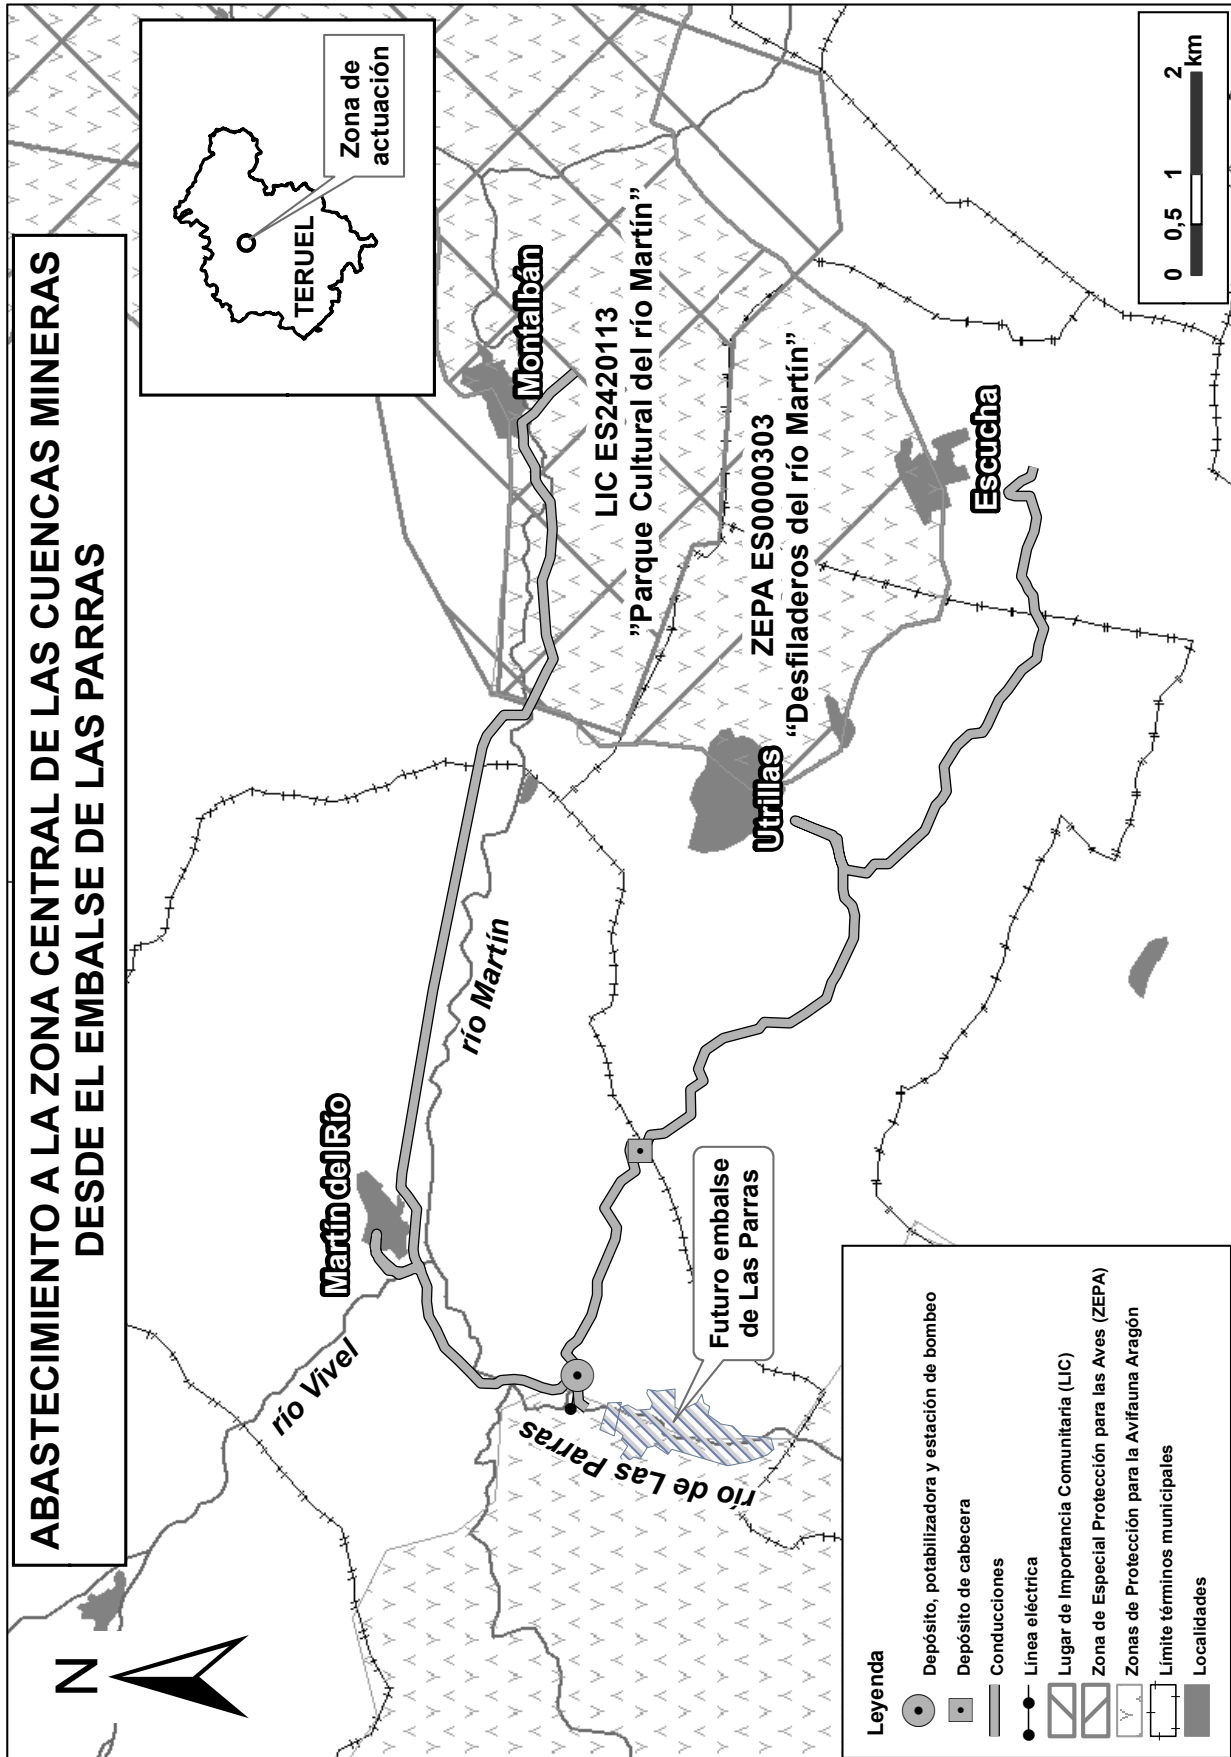 ABASTECIMIENTO A LA ZONA CENTRAL DE LAS CUENCAS MINERAS
DESDE EL EMBALSE DE LAS PARRAS
N
TERUEL
Zona de
actuación
río Vivel
Martín del Río
río Martín
Montalbán
LIC ES2420113
”Parque Cultural del río Martín”
ZEPA ES0000303
“Desfiladeros del río Martín”
Utrillas
Escucha
río de Las Parras
Futuro embalse
de Las Parras
Leyenda
Depósito, potabilizadora y estación de bombeo
Depósito de cabecera
Conducciones
Línea eléctrica
Lugar de Importancia Comunitaria (LIC)
Zona de Especial Protección para las Aves (ZEPA)
Zonas de Protección para la Avifauna Aragón
Limite términos municipales
Localidades
0 0,5 1 2
km